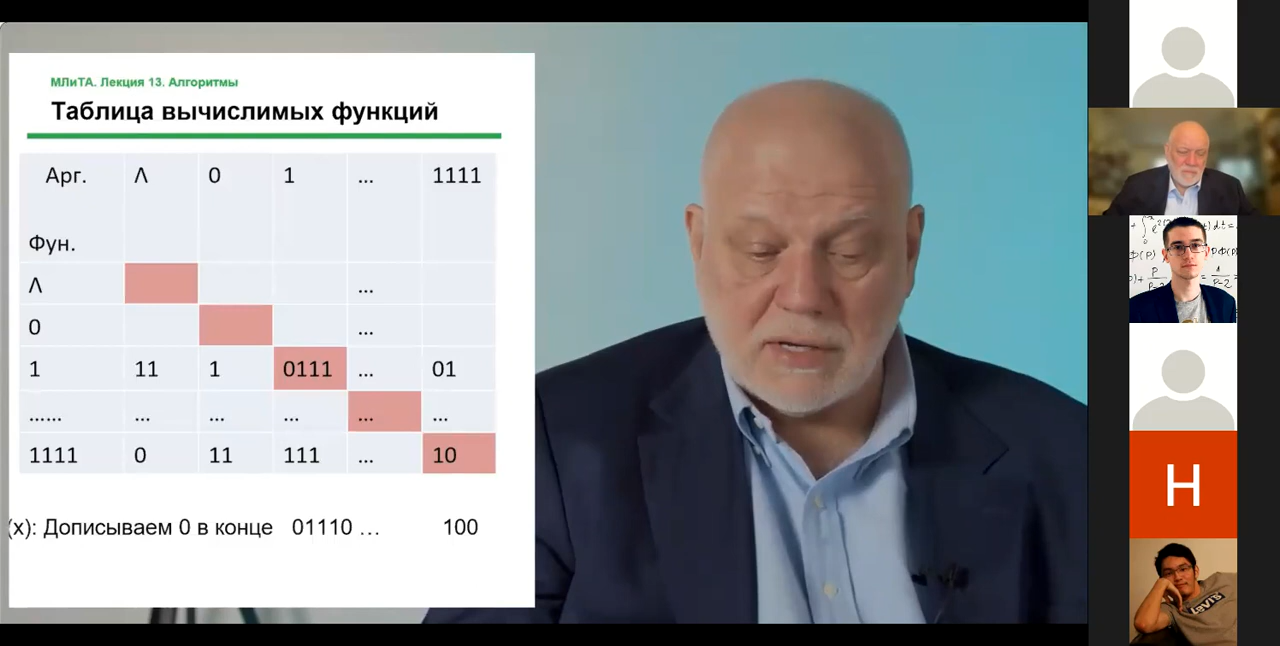 МЛиТА. Лекция 13. Алгоритмы
Таблица вычислимых функций
Арг. Λ 0 1 ... 1111
Фун.
Λ ...
0 ...
1 11 1 0111 ... 01
...... ... ... ... ... ...
1111 0 11 111 ... 10
(x): Дописываем 0 в конце 01110 ... 100
H
LEVI'S